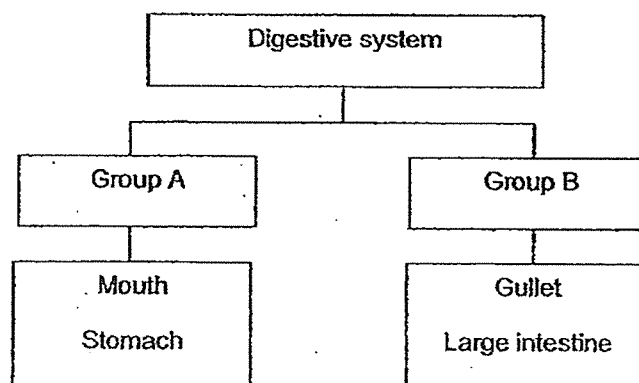 Digestive system
Group A
Group B
Mouth
Stomach
Gullet
Large intestine